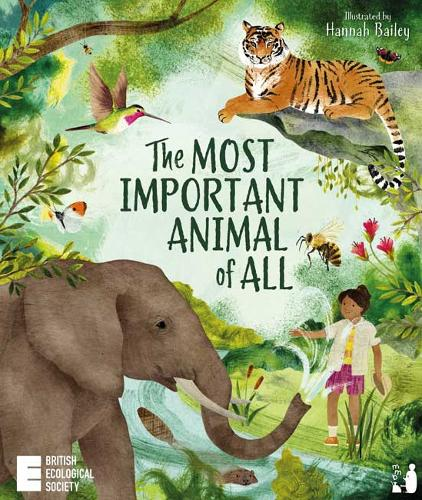 Illustrated by
Hannah Bailey
The MOST
IMPORTANT
ANIMAL
of ALL
BRITISH
ECOLOGICAL
SOCIETY